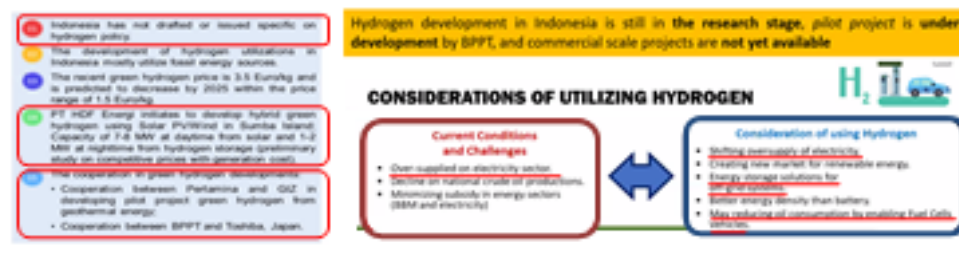 Indonesia has not drafted or issued specific on
hydrogen policy.
The development of hydrogen utilizations in
Indonesia mostly utilize fossil energy sources.
The recent green hydrogen price is 3.5 Euro/kg and
is predicted to decrease by 2025 within the price
range of 1.5 Euro/kg.
PT HDF Energi initiates to develop hybrid green
hydrogen using Solar PV/Wind in Sumba Island:
Capacity of 7-8 MW at daytime from solar and 1-2
MW at nighttime from hydrogen storage (preliminary
study on competitive prices with generation cost).
The cooperation in green hydrogen developments:
• Cooperation between Pertamina and GIZ in
developing pilot project green hydrogen from
geothermal energy;
• Cooperation between BPPT and Toshiba, Japan.
Hydrogen development in Indonesia is still in the research stage, pilot project is under
development by BPPT, and commercial scale projects are not yet available
H2
CONSIDERATIONS OF UTILIZING HYDROGEN
Current Conditions
and Challenges
• Over supplied on electricity sector.
• Decline on national crude oil productions.
• Minimizing subsidy in energy sectors
(BBM and electricity)
Consideration of using Hydrogen
• Shifting oversupply of electricity.
• Creating new market for renewable energy.
• Energy storage solutions for
off-grid systems.
• Better energy density than battery.
• May reducing oil consumption by enabling Fuel Cells
Vehicles.